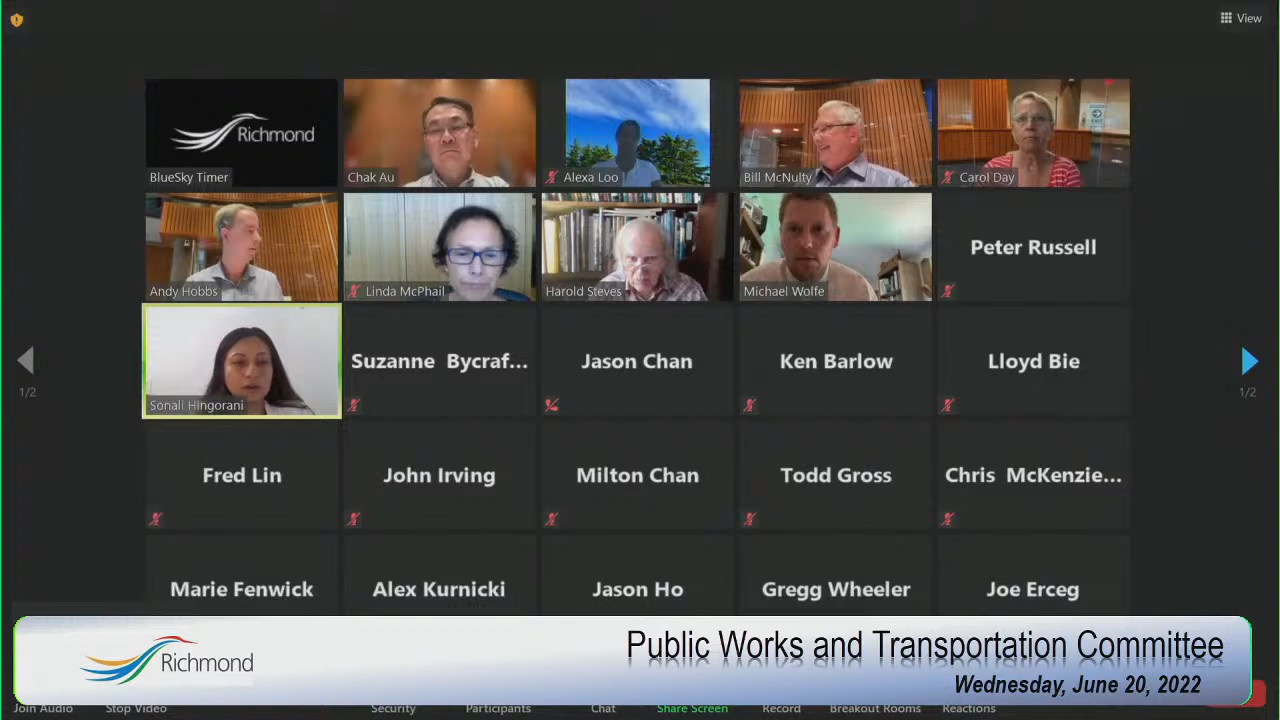 View
Richmond
BlueSky Timer
Chak Au
Alexa Loo
Bill McNulty
Carol Day
Andy Hobbs
Linda McPhail
Harold Steves
Michael Wolfe
Peter Russell
1/2
1/2
Sonali Hingorani
Suzanne Bycraf...
Jason Chan
Ken Barlow
Lloyd Bie
Fred Lin
John Irving
Milton Chan
Todd Gross
Chris McKenzie...
Marie Fenwick
Alex Kurnicki
Jason Ho
Gregg Wheeler
Joe Erceg
Richmond
Public Works and Transportation Committee
Wednesday, June 20, 2022
Join Audio
Stop Video
Security
Participants
Chat
Share Screen
Record
Breakout Rooms
Reactions